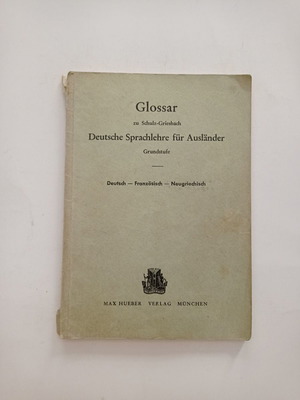 Glossar
zu Schulz-Griesbach
Deutsche Sprachlehre für Ausländer
Grundstufe
Deutsch — Französisch — Neugriechisch
MAX HUEBER VERLAG MÜNCHEN